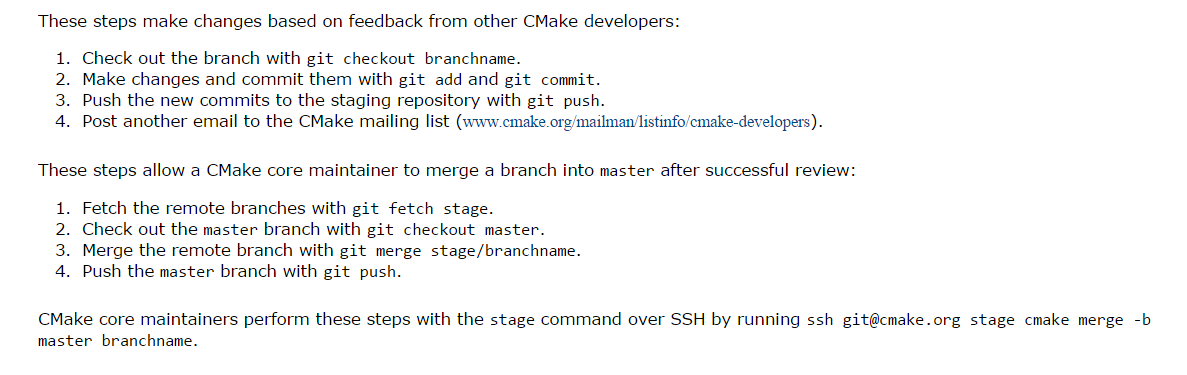 These steps make changes based on feedback from other CMake developers:
1. Check out the branch with git checkout branchname.
2. Make changes and commit them with git add and git commit.
3. Push the new commits to the staging repository with git push.
4. Post another email to the CMake mailing list (www.cmake.org/mailman/listinfo/cmake-developers).
These steps allow a CMake core maintainer to merge a branch into master after successful review:
1. Fetch the remote branches with git fetch stage.
2. Check out the master branch with git checkout master.
3. Merge the remote branch with git merge stage/branchname.
4. Push the master branch with git push.
CMake core maintainers perform these steps with the stage command over SSH by running ssh git@cmake.org stage cmake merge -b
master branchname.